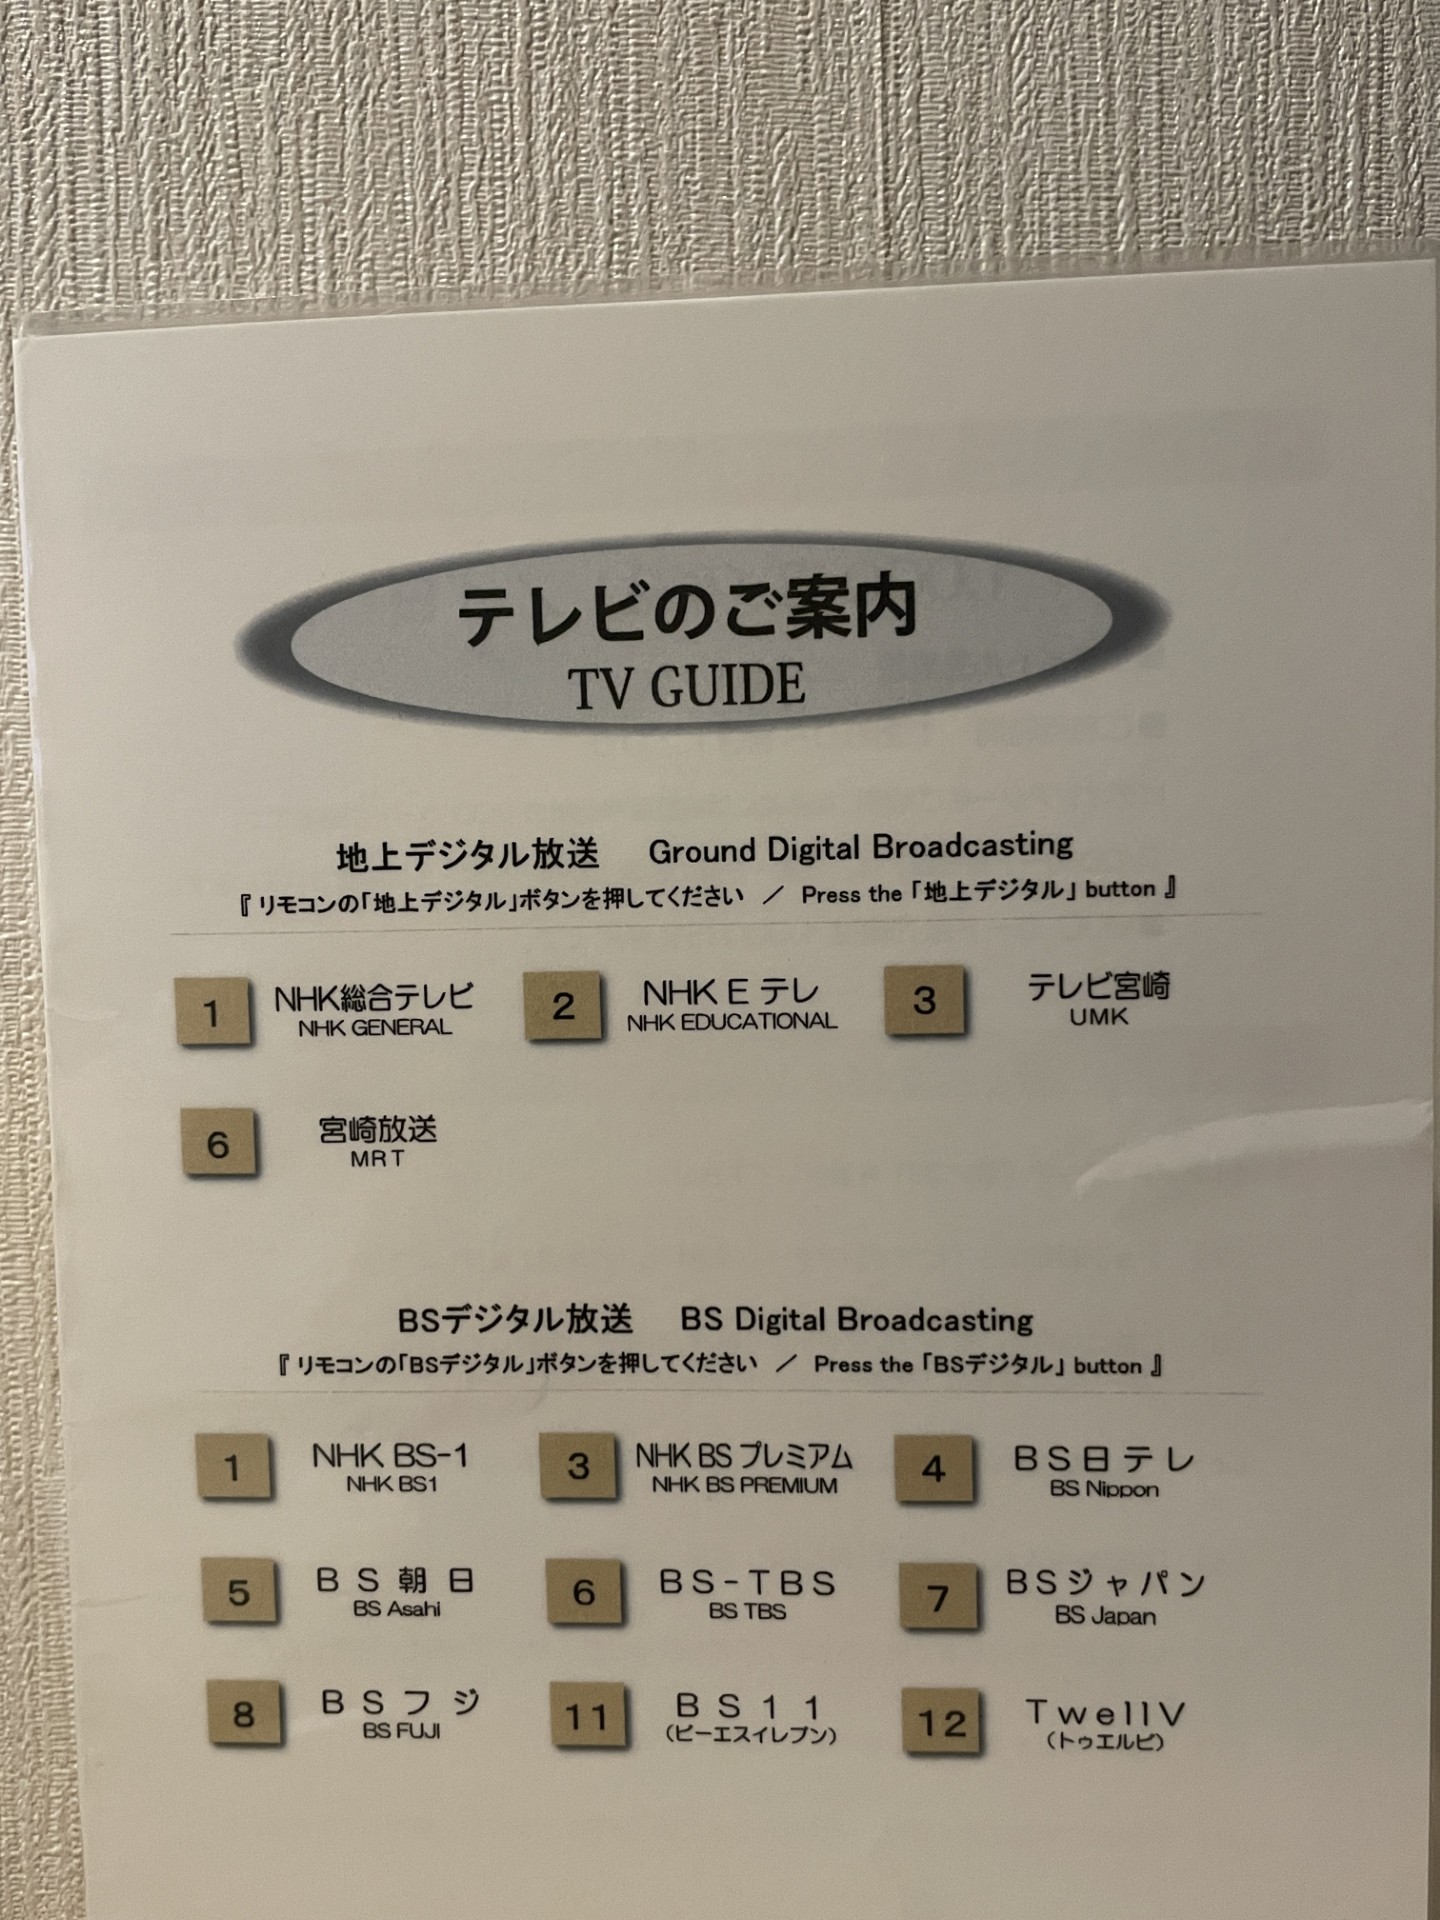 テレビのご案内
TV GUIDE
地上デジタル放送 Ground Digital Broadcasting
『 リモコンの「地上デジタル」ボタンを押してください ／ Press the 「地上デジタル」 button 』
1 NHK総合テレビ 2 NHK E テレ 3 テレビ宮崎
NHK GENERAL NHK EDUCATIONAL UMK
6 宮崎放送
MRT
BSデジタル放送 BS Digital Broadcasting
『 リモコンの「BSデジタル」ボタンを押してください ／ Press the 「BSデジタル」 button 』
1 NHK BS-1 3 NHK BS プレミアム 4 BS日テレ
NHK BS1 NHK BS PREMIUM BS Nippon
5 BS朝日 6 BS-TBS 7 BSジャパン
BS Asahi BS TBS BS Japan
8 BSフジ 11 BS11 12 TwellV
BS FUJI (ビーエスイレブン) (トゥエルビ)